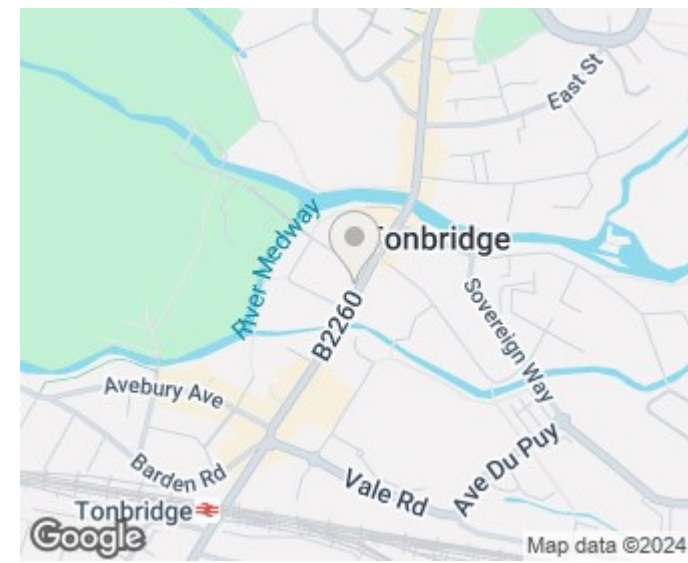 East St
River Medway
Tonbridge
B2260
Sovereign Way
Avebury Ave
Barden Rd
Vale Rd
Ave Du Puy
Tonbridge
Google
Map data ©2024